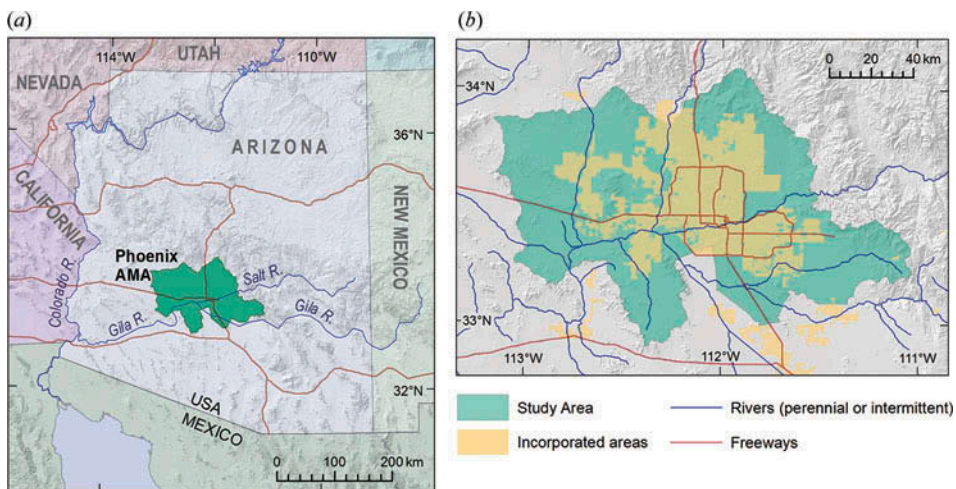 (a)
114°W
110°W
UTAH
NEVADA
36°N
ARIZONA
CALIFORNIA
NEW MEXICO
Phoenix
AMA
Salt R.
Colorado R.
Gila R.
Gila R.
32°N
USA
MEXICO
0 100 200 km
(b)
34°N
0 20 40 km
33°N
113°W
112°W
111°W
Study Area
Rivers (perennial or intermittent)
Incorporated areas
Freeways